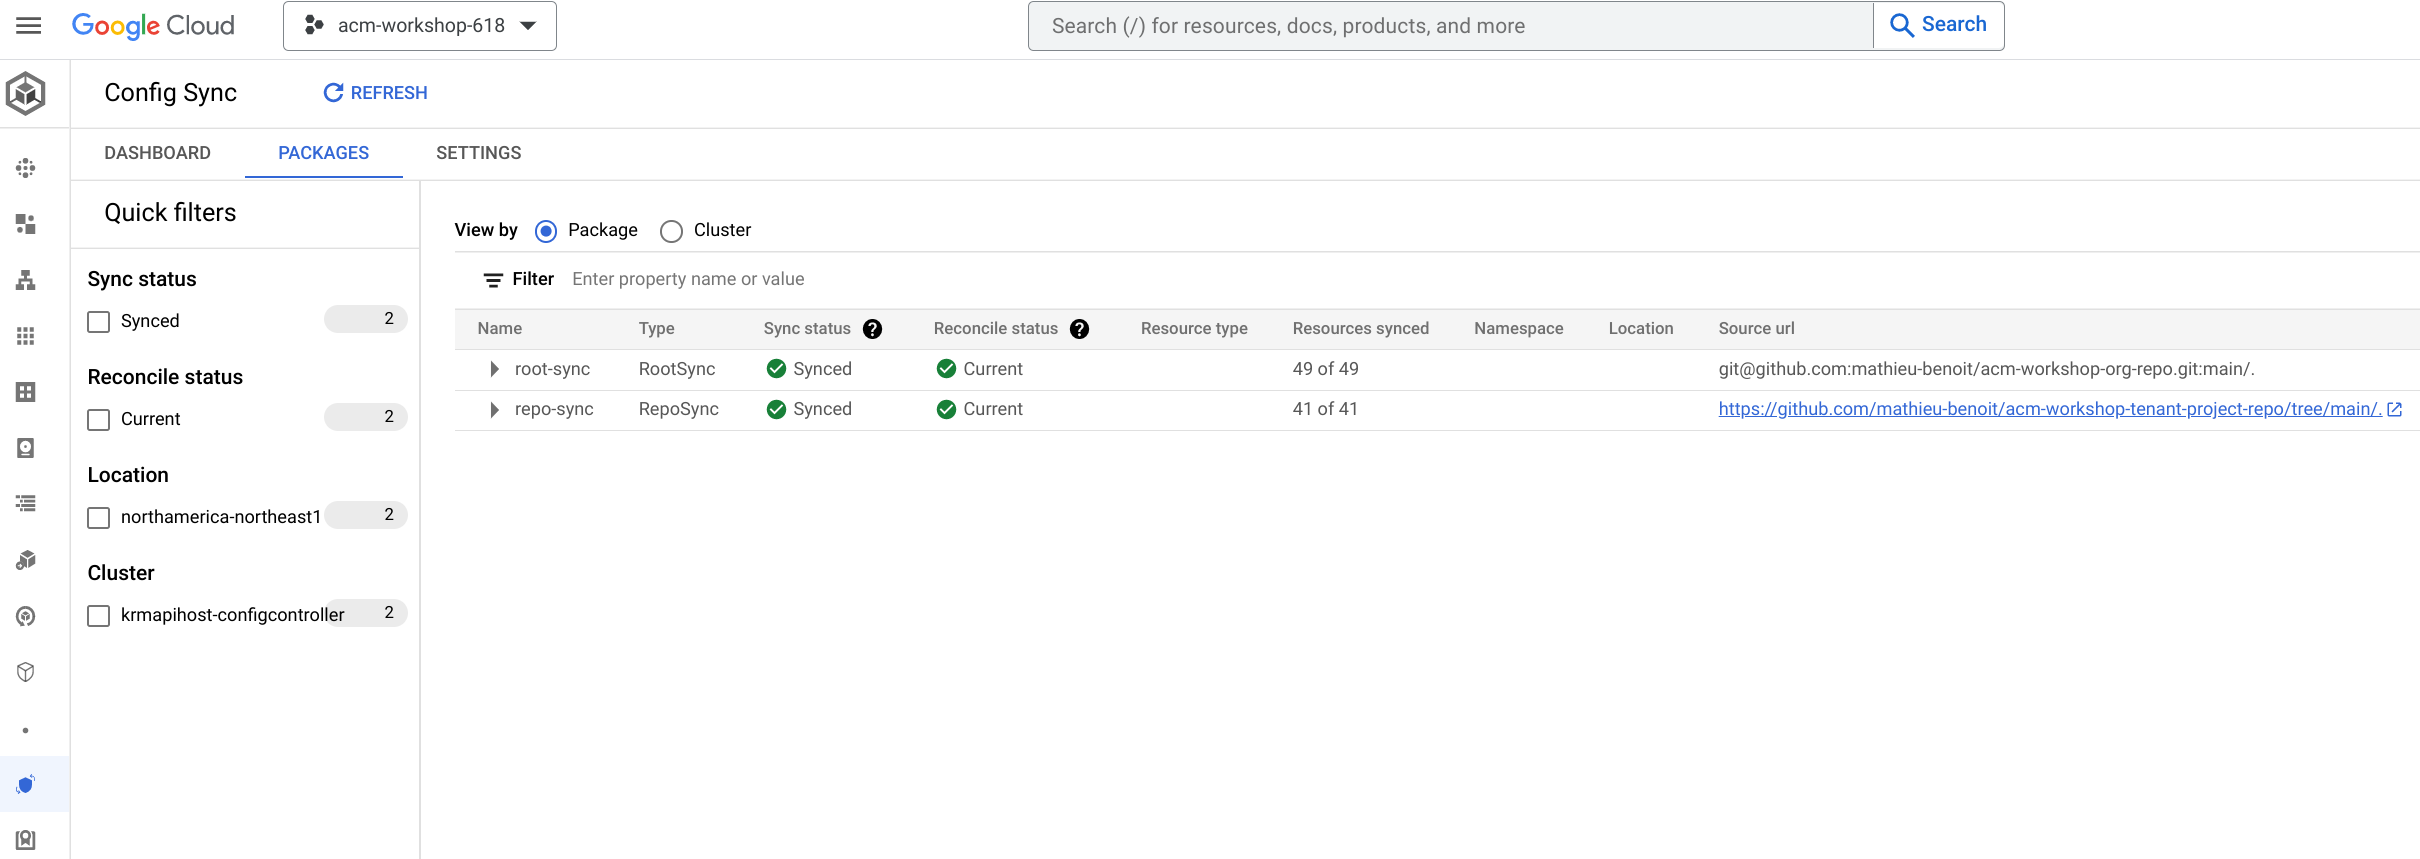 Google Cloud
acm-workshop-618
Search (/) for resources, docs, products, and more
Search
Config Sync
REFRESH
DASHBOARD
PACKAGES
SETTINGS
Quick filters
Sync status
Synced 2
Reconcile status
Current 2
Location
northamerica-northeast1 2
Cluster
krmapihost-configcontroller 2
View by Package Cluster
Filter Enter property name or value
Name Type Sync status ? Reconcile status ? Resource type Resources synced Namespace Location Source url
root-sync RootSync Synced Current 49 of 49 git@github.com:mathieu-benoit/acm-workshop-org-repo.git:main/.
repo-sync RepoSync Synced Current 41 of 41 https://github.com/mathieu-benoit/acm-workshop-tenant-project-repo/tree/main/.